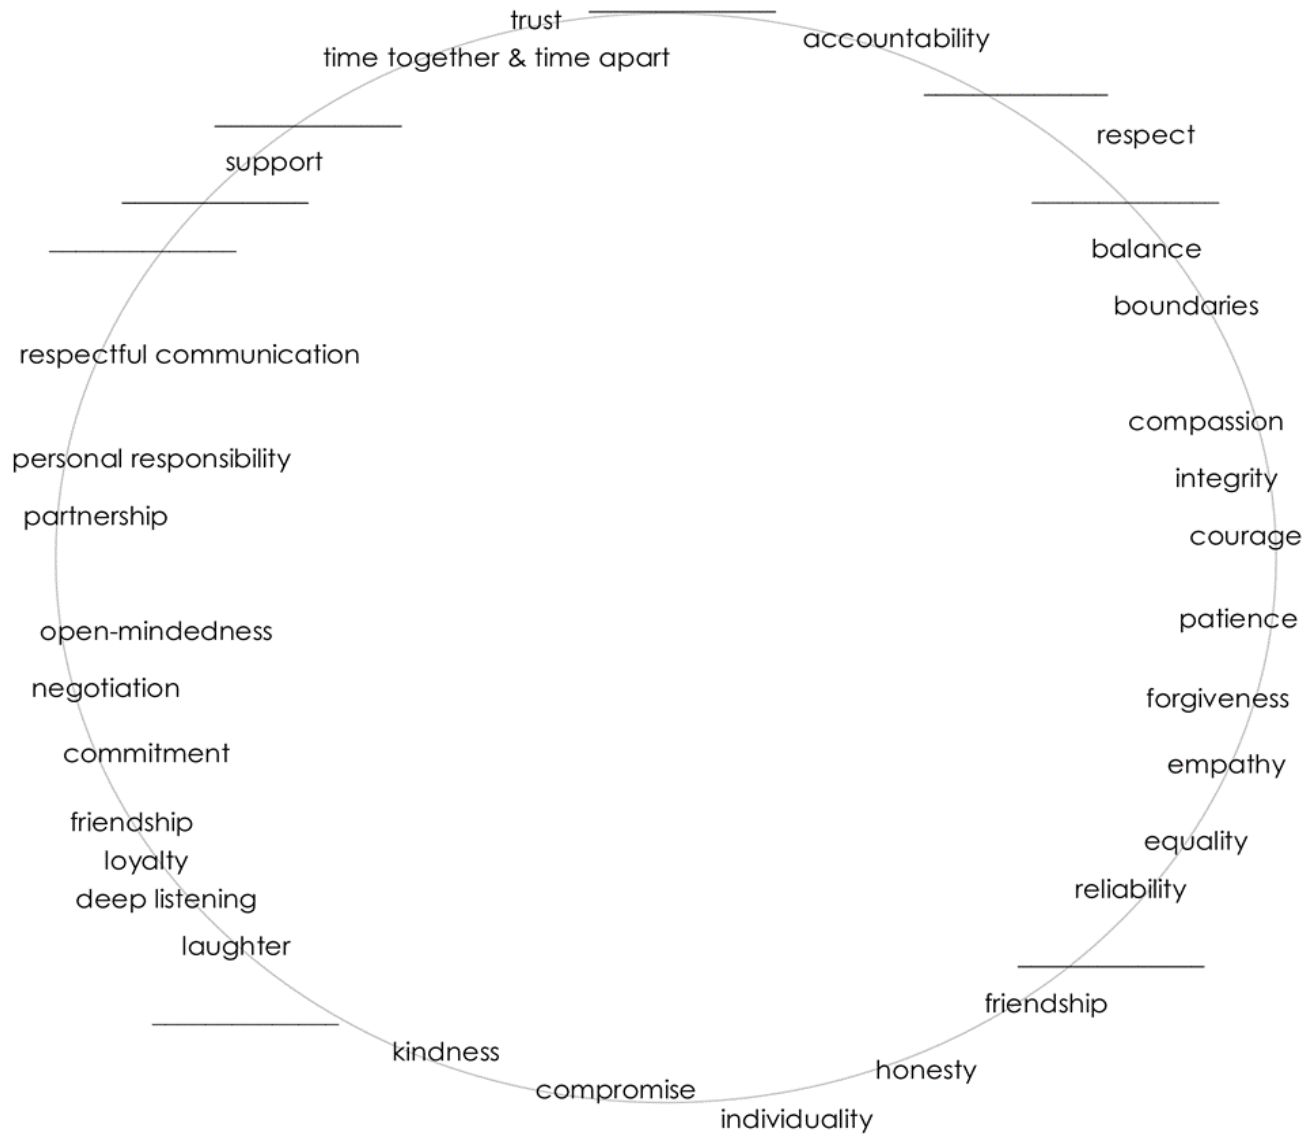 trust
accountability
time together & time apart
respect
support
balance
boundaries
respectful communication
compassion
personal responsibility
integrity
partnership
courage
patience
open-mindedness
negotiation
forgiveness
commitment
empathy
friendship
equality
loyalty
reliability
deep listening
laughter
friendship
kindness
honesty
compromise
individuality